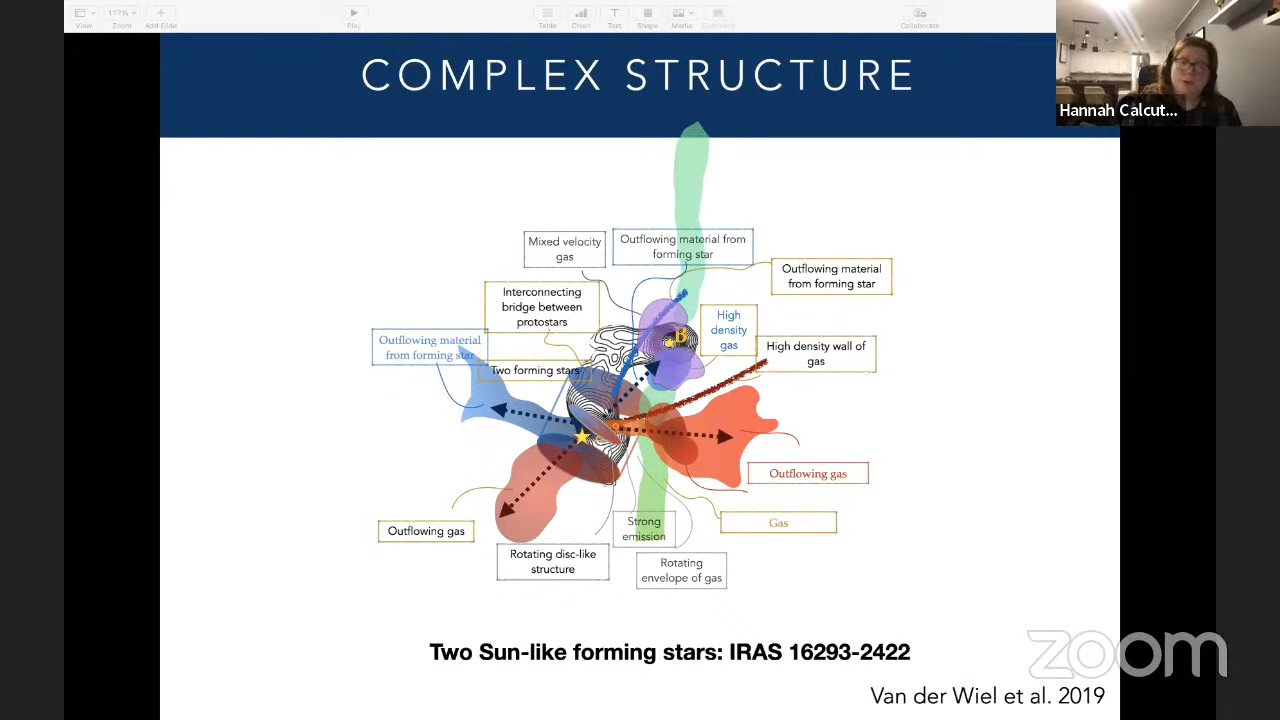 View
Zoom
Add Slide
Play
Table
Chart
Text
Shape
Media
Comment
Collaborate
117%
COMPLEX STRUCTURE
Hannah Calcut...
Mixed velocity
gas
Outflowing material from
forming star
Outflowing material
from forming star
Interconnecting
bridge between
protostars
High
density
gas
B
Outflowing material
from forming star
High density wall of
gas
Two forming stars
Outflowing gas
Outflowing gas
Strong
emission
Gas
Rotating disc-like
structure
Rotating
envelope of gas
Two Sun-like forming stars: IRAS 16293-2422
zoom
Van der Wiel et al. 2019